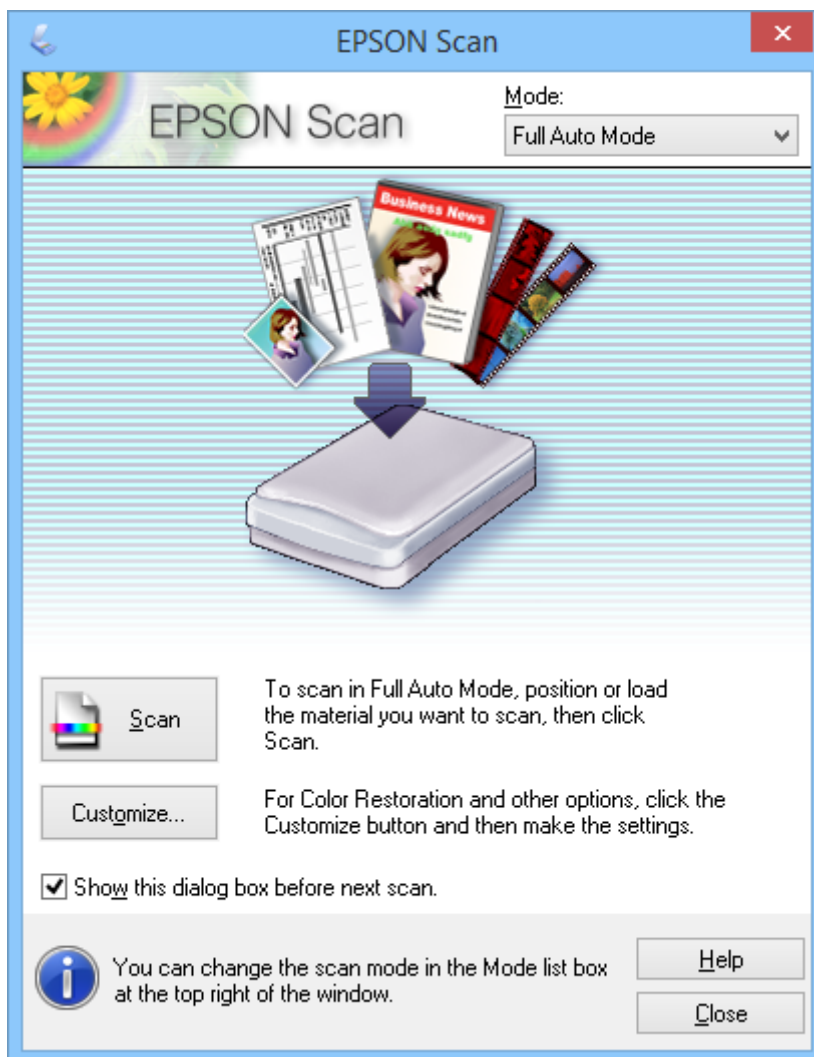 EPSON Scan
EPSON Scan
Mode:
Full Auto Mode
Business News
Scan
To scan in Full Auto Mode, position or load
the material you want to scan, then click
Scan.
Customize...
For Color Restoration and other options, click the
Customize button and then make the settings.
Show this dialog box before next scan.
You can change the scan mode in the Mode list box
at the top right of the window.
Help
Close